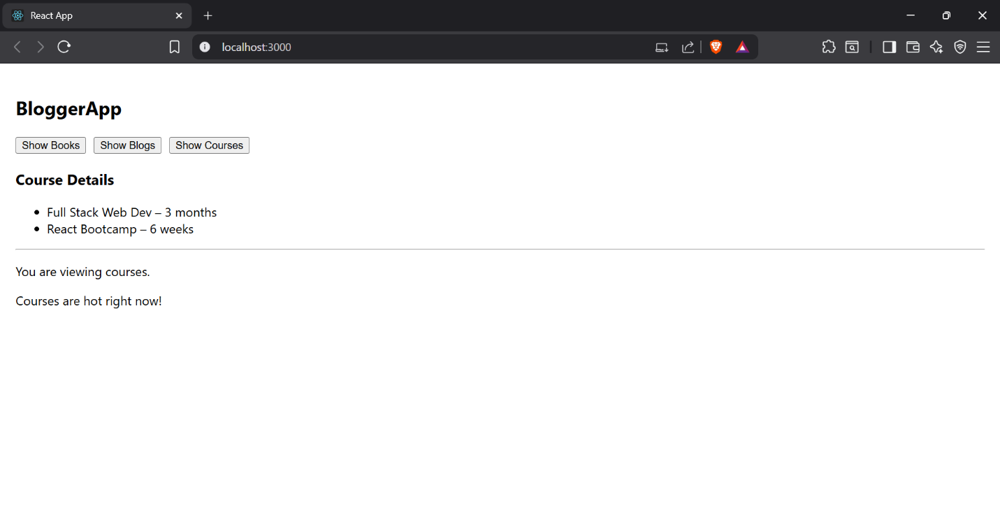 React App
localhost:3000
BloggerApp
Show Books Show Blogs Show Courses
Course Details
• Full Stack Web Dev – 3 months
• React Bootcamp – 6 weeks
You are viewing courses.
Courses are hot right now!